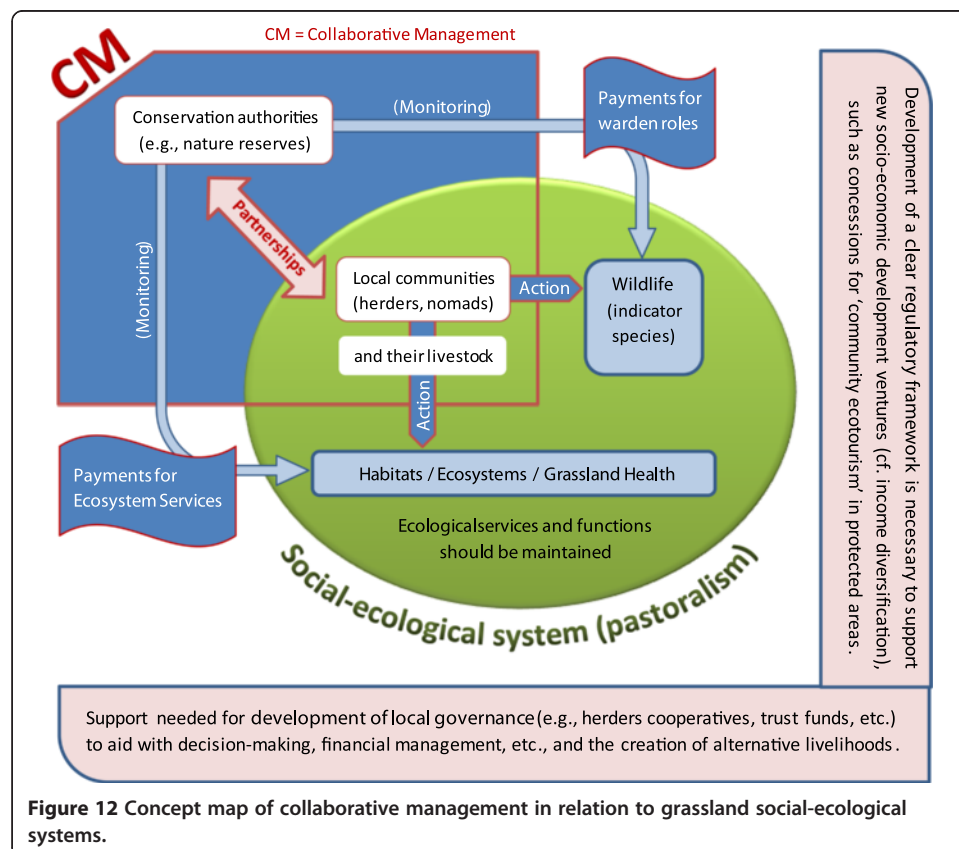 CM = Collaborative Management
CM
Conservation authorities
(e.g., nature reserves)
(Monitoring)
Payments for
warden roles
Partnerships
(Monitoring)
Local communities
(herders, nomads)
Action
Wildlife
(indicator
species)
and their livestock
Action
Payments for
Ecosystem Services
Habitats / Ecosystems / Grassland Health
Ecologicalservices and functions
should be maintained
Social-ecological system (pastoralism)
Development of a clear regulatory framework is necessary to support
new socio-economic development ventures (cf. income diversification),
such as concessions for ‘community ecotourism’ in protected areas.
Support needed for development of local governance (e.g., herders cooperatives, trust funds, etc.)
to aid with decision-making, financial management, etc., and the creation of alternative livelihoods.
Figure 12 Concept map of collaborative management in relation to grassland social-ecological
systems.